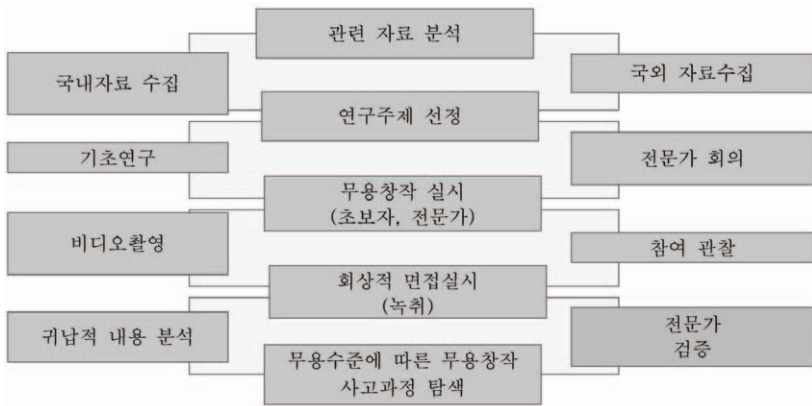 관련 자료 분석
국내자료 수집
국외 자료수집
연구주제 선정
기초연구
전문가 회의
무용창작 실시
(초보자, 전문가)
비디오촬영
참여 관찰
회상적 면접실시
(녹취)
귀납적 내용 분석
전문가
검증
무용수준에 따른 무용창작
사고과정 탐색